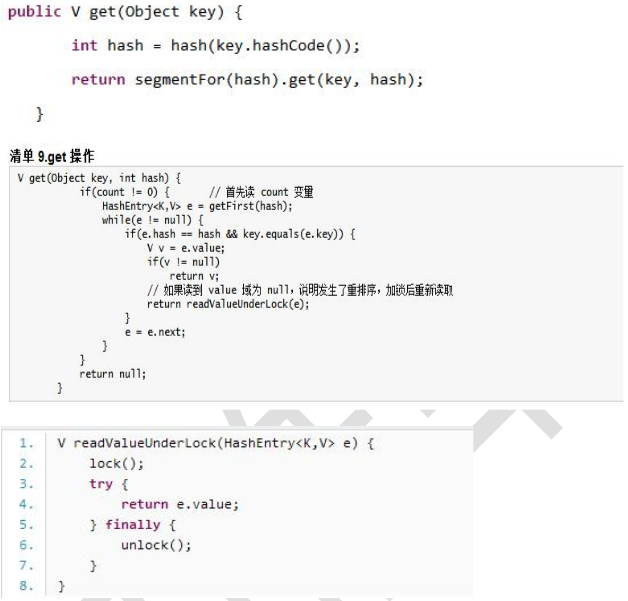 public V get(Object key) {
int hash = hash(key.hashCode());
return segmentFor(hash).get(key, hash);
}
清单 9.get 操作
V get(Object key, int hash) {
if(count != 0) { // 首先读 count 变量
HashEntry<K,V> e = getFirst(hash);
while(e != null) {
if(e.hash == hash && key.equals(e.key)) {
V v = e.value;
if(v != null)
return v;
// 如果读到 value 域为 null，说明发生了重排序，加锁后重新读取
return readValueUnderLock(e);
}
e = e.next;
}
}
return null;
}
1. V readValueUnderLock(HashEntry<K,V> e) {
2. lock();
3. try {
4. return e.value;
5. } finally {
6. unlock();
7. }
8. }